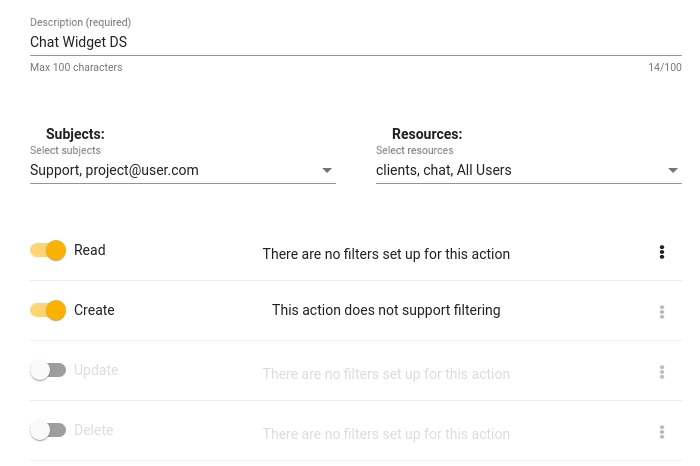 Description (required)
Chat Widget DS
Max 100 characters 14/100
Subjects: Resources:
Select subjects Select resources
Support, project@user.com clients, chat, All Users
Read There are no filters set up for this action
Create This action does not support filtering
Update There are no filters set up for this action
Delete There are no filters set up for this action